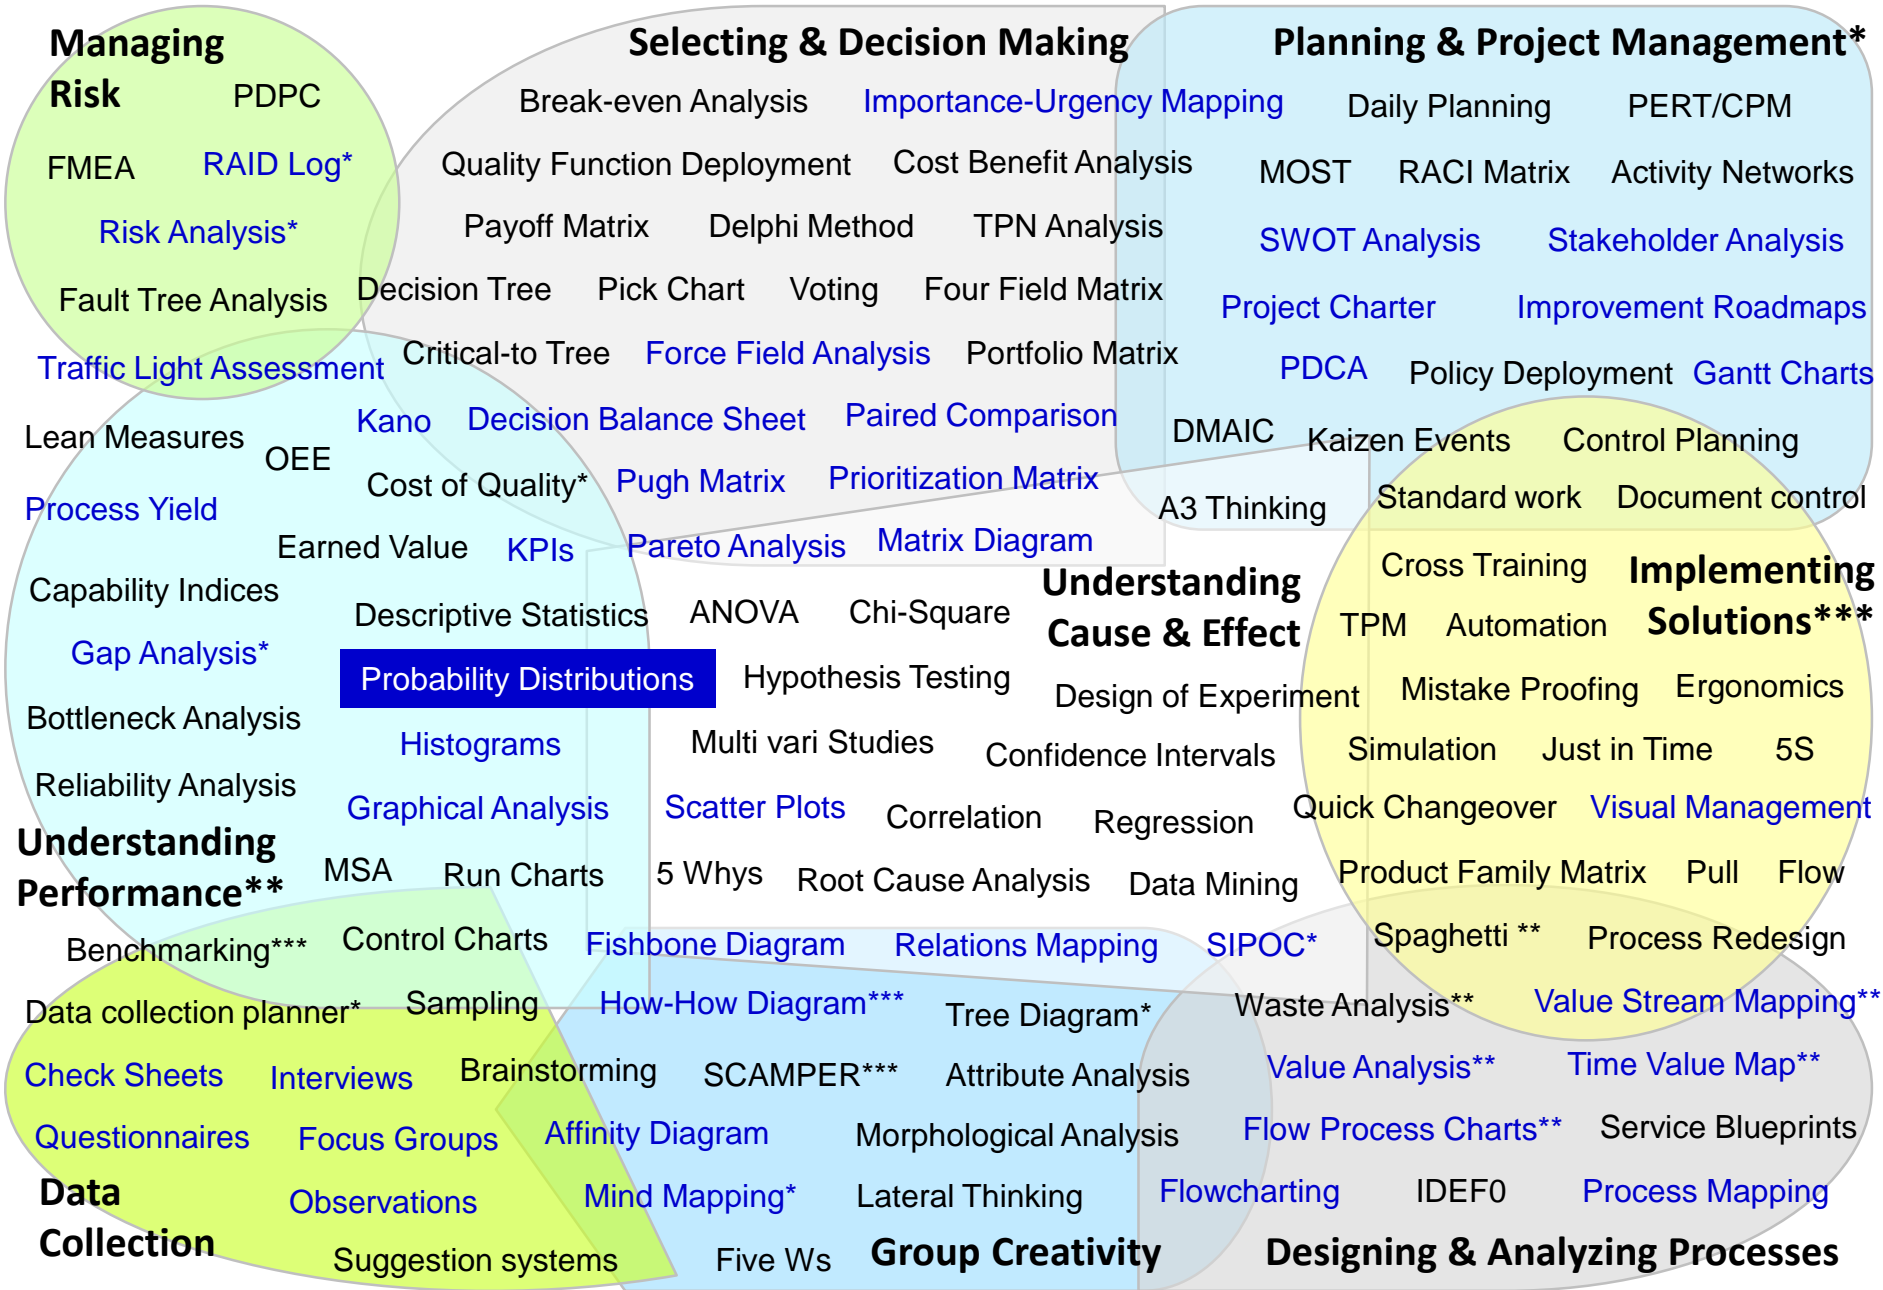 Managing
Risk
PDPC
FMEA
RAID Log*
Risk Analysis*
Fault Tree Analysis
Traffic Light Assessment
Selecting & Decision Making
Break-even Analysis
Importance-Urgency Mapping
Quality Function Deployment
Cost Benefit Analysis
Payoff Matrix
Delphi Method
TPN Analysis
Decision Tree
Pick Chart
Voting
Four Field Matrix
Critical-to Tree
Force Field Analysis
Portfolio Matrix
Kano
Decision Balance Sheet
Paired Comparison
Cost of Quality*
Pugh Matrix
Prioritization Matrix
Pareto Analysis
Matrix Diagram
Planning & Project Management*
Daily Planning
PERT/CPM
MOST
RACI Matrix
Activity Networks
SWOT Analysis
Stakeholder Analysis
Project Charter
Improvement Roadmaps
PDCA
Policy Deployment
Gantt Charts
DMAIC
Kaizen Events
Control Planning
A3 Thinking
Standard work
Document control
Lean Measures
OEE
Process Yield
Earned Value
KPIs
Capability Indices
Descriptive Statistics
Gap Analysis*
Probability Distributions
Bottleneck Analysis
Histograms
Reliability Analysis
Graphical Analysis
Understanding
Performance**
MSA
Run Charts
Benchmarking***
Control Charts
Understanding
Cause & Effect
ANOVA
Chi-Square
Hypothesis Testing
Design of Experiment
Multi vari Studies
Confidence Intervals
Scatter Plots
Correlation
Regression
5 Whys
Root Cause Analysis
Data Mining
Fishbone Diagram
Relations Mapping
SIPOC*
Cross Training
Implementing
Solutions***
TPM
Automation
Mistake Proofing
Ergonomics
Simulation
Just in Time
5S
Quick Changeover
Visual Management
Product Family Matrix
Pull
Flow
Spaghetti **
Process Redesign
Data collection planner*
Sampling
Check Sheets
Interviews
Brainstorming
Questionnaires
Focus Groups
Data
Collection
Observations
Suggestion systems
How-How Diagram***
Tree Diagram*
SCAMPER***
Attribute Analysis
Affinity Diagram
Morphological Analysis
Mind Mapping*
Lateral Thinking
Five Ws
Group Creativity
Waste Analysis**
Value Stream Mapping**
Value Analysis**
Time Value Map**
Flow Process Charts**
Service Blueprints
Flowcharting
IDEF0
Process Mapping
Designing & Analyzing Processes